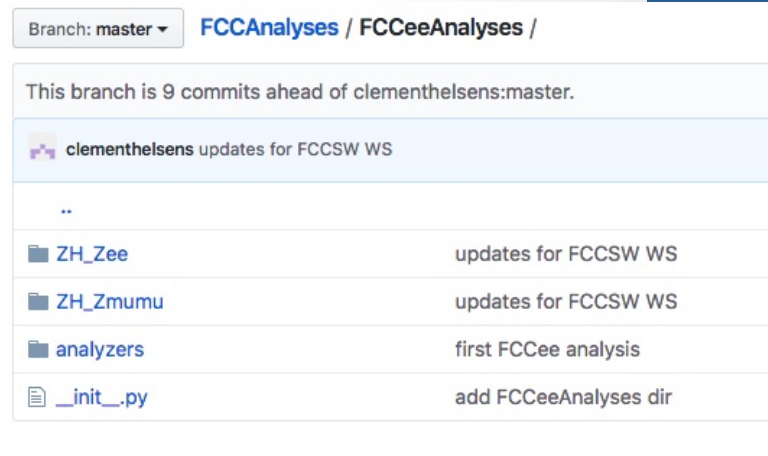 Branch: master FCCAnalyses / FCCeeAnalyses /
This branch is 9 commits ahead of clementhelsens:master.
clementhelsens updates for FCCSW WS
..
ZH_Zee updates for FCCSW WS
ZH_Zmumu updates for FCCSW WS
analyzers first FCCee analysis
__init__.py add FCCeeAnalyses dir